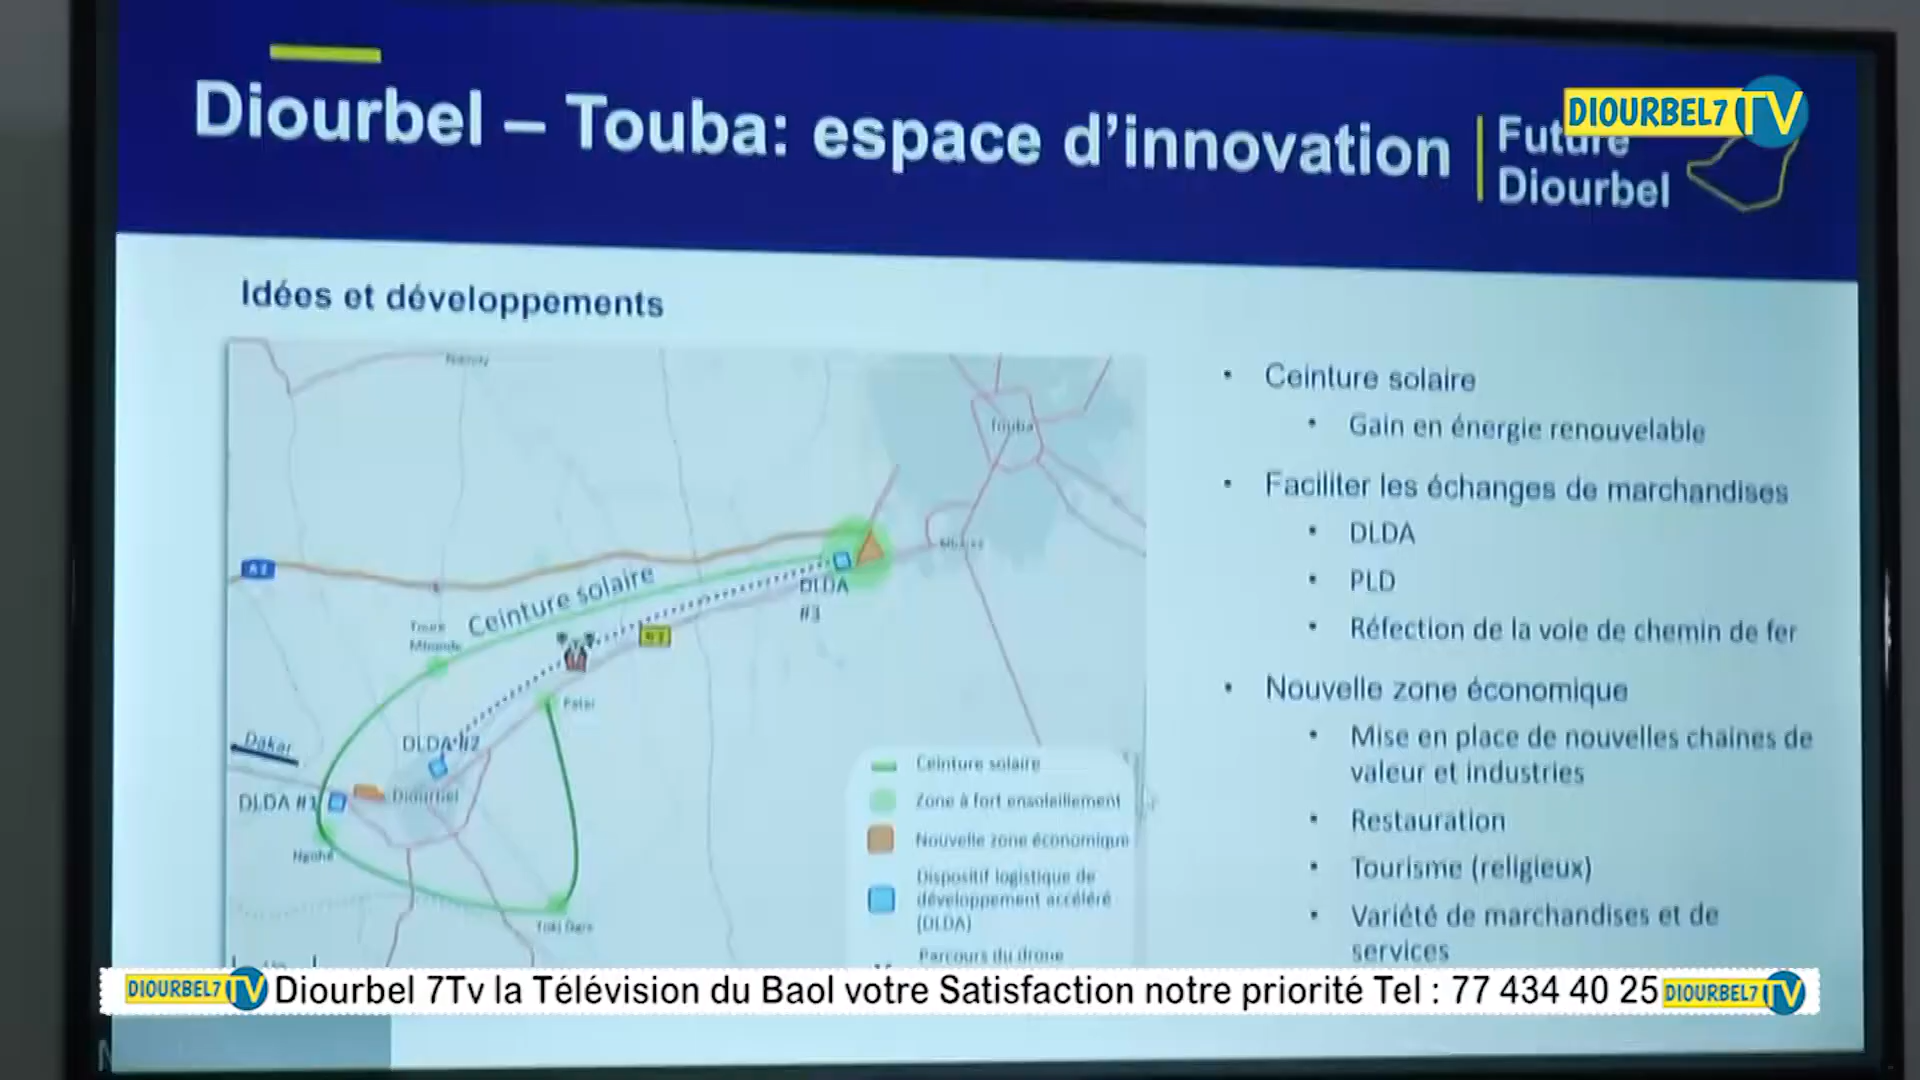 Diourbel – Touba: espace d'innovation
Future
Diourbel
DIOURBEL7 TV
Idées et développements
Touba
Ceinture solaire
DLDA
#3
Patar
Dakar
DLDA #2
DLDA #1
Diourbel
Ngohé
Ceinture solaire
Zone à fort ensoleillement
Nouvelle zone économique
Dispositif logistique de
développement accéléré
(DLDA)
Parcours du drone
• Ceinture solaire
• Gain en énergie renouvelable
• Faciliter les échanges de marchandises
• DLDA
• PLD
• Réfection de la voie de chemin de fer
• Nouvelle zone économique
• Mise en place de nouvelles chaines de
valeur et industries
• Restauration
• Tourisme (religieux)
• Variété de marchandises et de
services
DIOURBEL7 TV Diourbel 7Tv la Télévision du Baol votre Satisfaction notre priorité Tel : 77 434 40 25 DIOURBEL7 TV